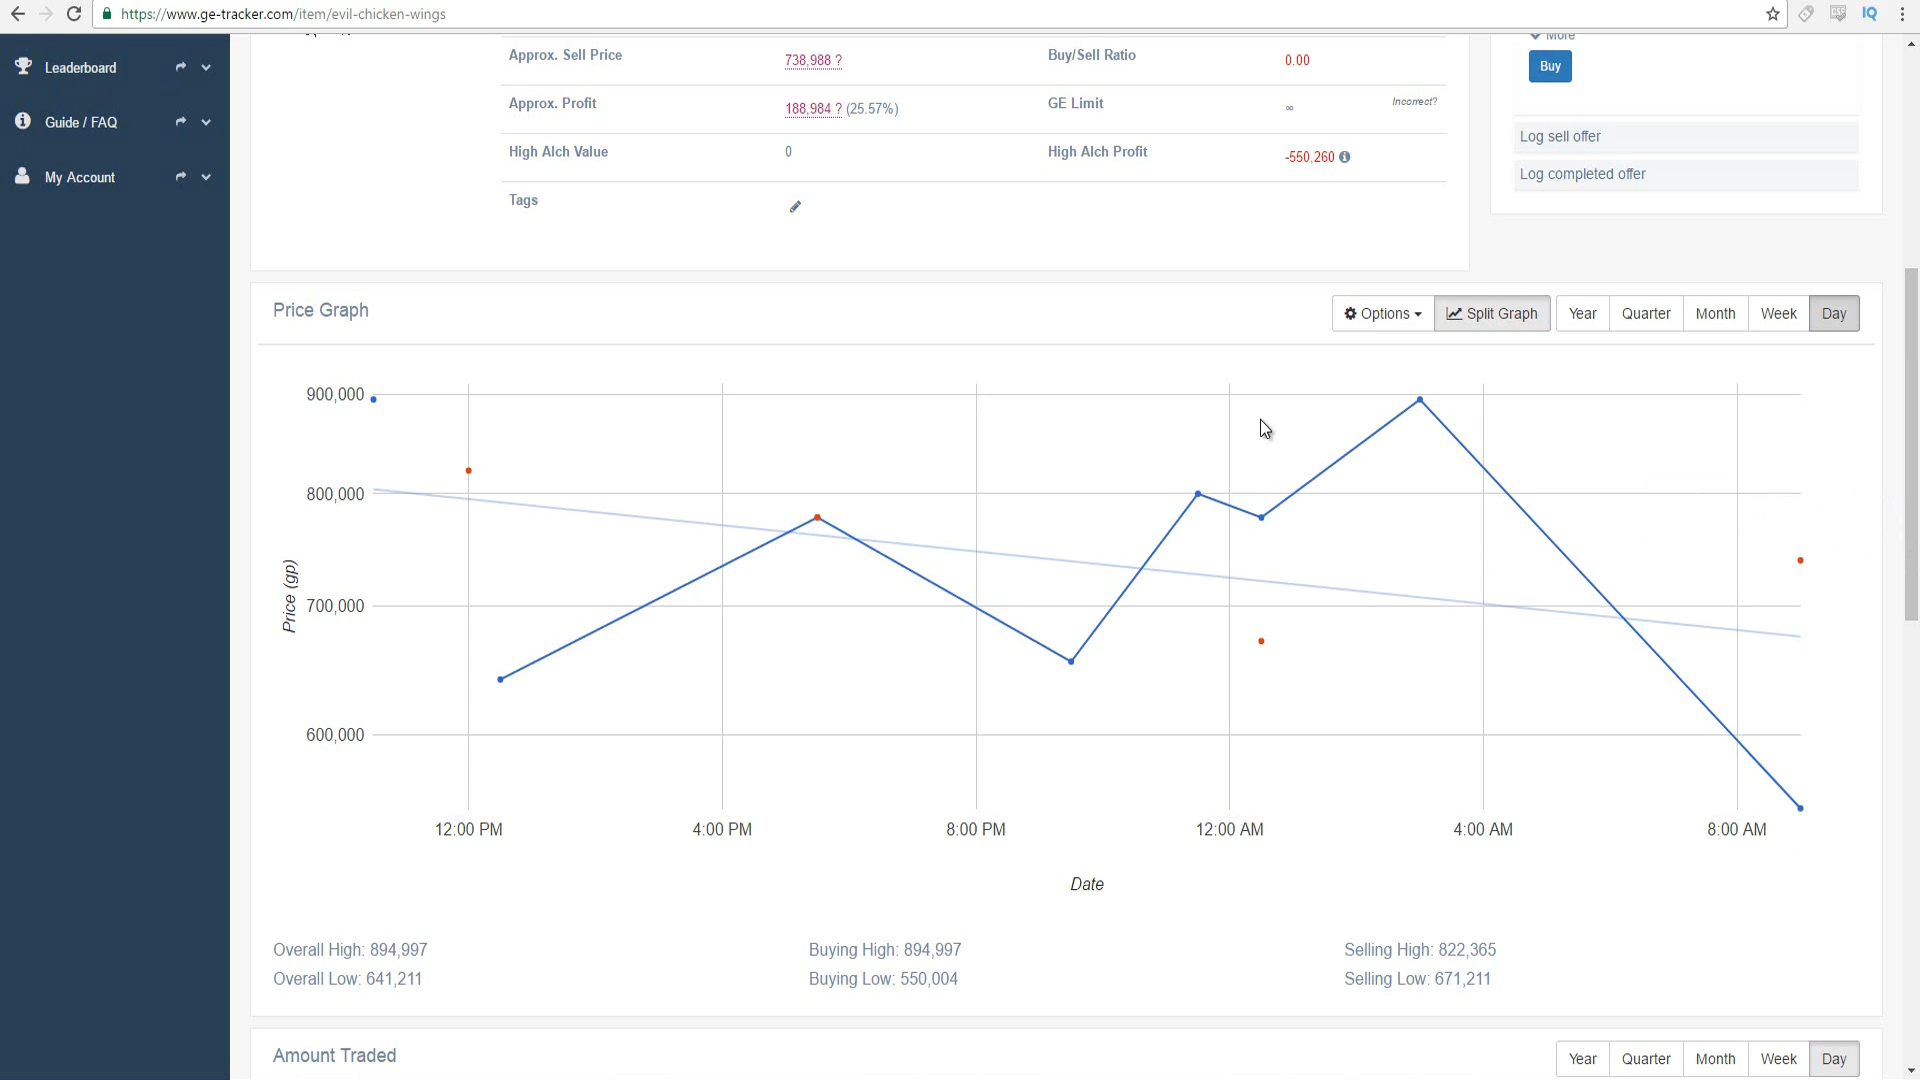 https://www.ge-tracker.com/item/evil-chicken-wings
Leaderboard
Guide / FAQ
My Account
Approx. Sell Price 738,988 ? Buy/Sell Ratio 0.00
Approx. Profit 188,984 ? (25.57%) GE Limit ∞ Incorrect?
High Alch Value 0 High Alch Profit -550,260
Tags
More
Buy
Log sell offer
Log completed offer
Price Graph Options Split Graph Year Quarter Month Week Day
900,000
800,000
700,000
600,000
Price (gp)
12:00 PM 4:00 PM 8:00 PM 12:00 AM 4:00 AM 8:00 AM
Date
Overall High: 894,997 Buying High: 894,997 Selling High: 822,365
Overall Low: 641,211 Buying Low: 550,004 Selling Low: 671,211
Amount Traded Year Quarter Month Week Day